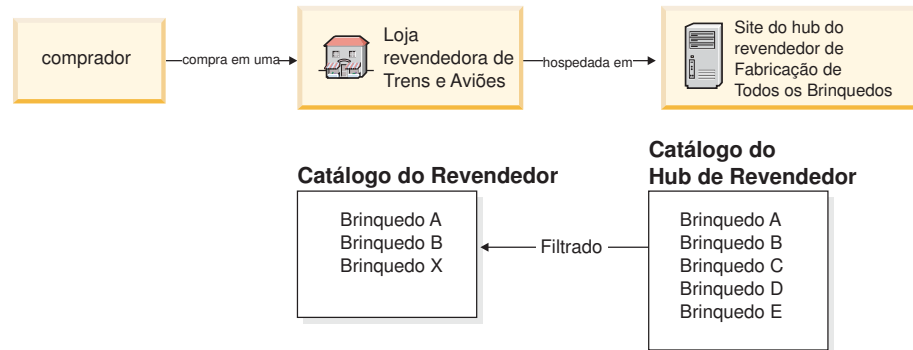 comprador
compra em uma
Loja
revendedora de
Trens e Aviões
hospedada em
Site do hub do
revendedor de
Fabricação de
Todos os Brinquedos
Catálogo do Revendedor
Brinquedo A
Brinquedo B
Brinquedo X
Filtrado
Catálogo do
Hub de Revendedor
Brinquedo A
Brinquedo B
Brinquedo C
Brinquedo D
Brinquedo E